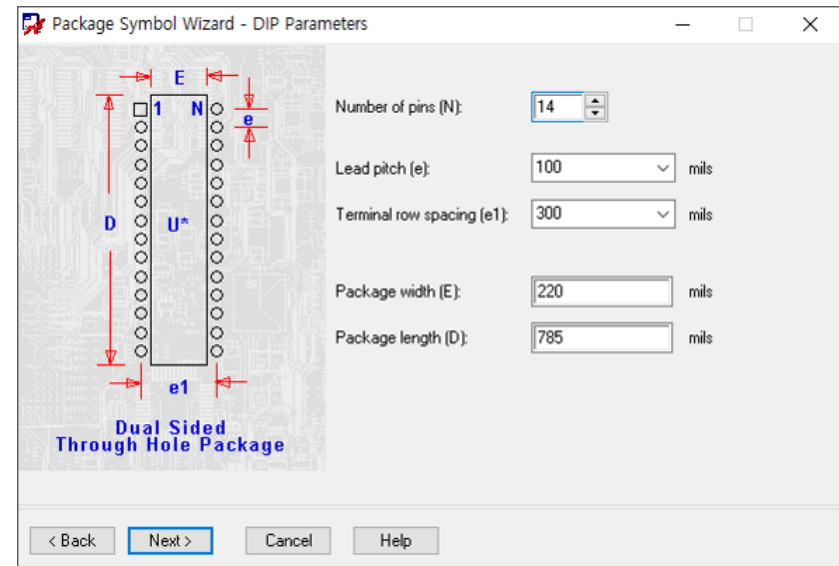 Package Symbol Wizard - DIP Parameters
E
1 N
e
D
U*
e1
Dual Sided
Through Hole Package
Number of pins (N): 14
Lead pitch (e): 100 mils
Terminal row spacing (e1): 300 mils
Package width (E): 220 mils
Package length (D): 785 mils
< Back Next > Cancel Help